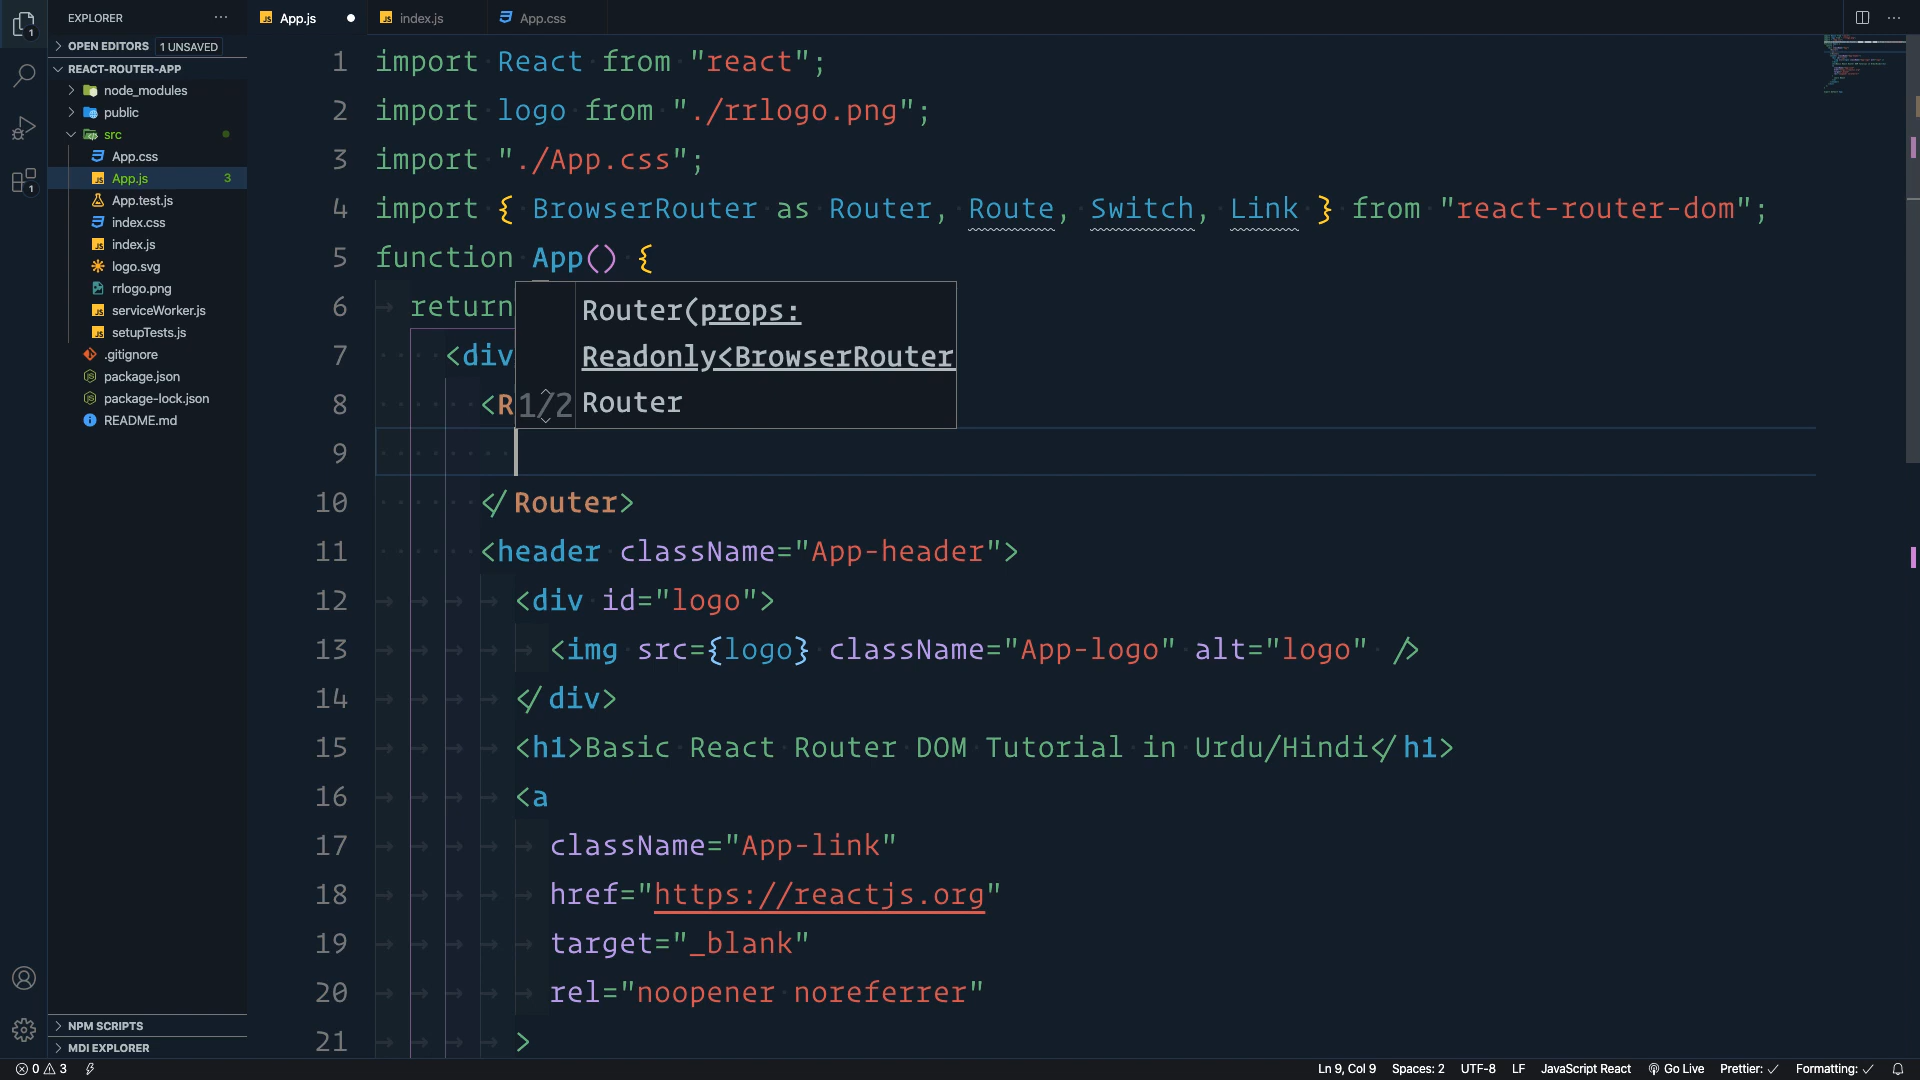 EXPLORER
OPEN EDITORS 1 UNSAVED
REACT-ROUTER-APP
node_modules
public
src
App.css
App.js 3
App.test.js
index.css
index.js
logo.svg
rrlogo.png
serviceWorker.js
setupTests.js
.gitignore
package.json
package-lock.json
README.md
NPM SCRIPTS
MDI EXPLORER
1
1
App.js
index.js
App.css
1 import React from "react";
2 import logo from "./rrlogo.png";
3 import "./App.css";
4 import { BrowserRouter as Router, Route, Switch, Link } from "react-router-dom";
5 function App() {
6 return
7 <div
8 <R
9
10 </Router>
11 <header className="App-header">
12 <div id="logo">
13 <img src={logo} className="App-logo" alt="logo" />
14 </div>
15 <h1>Basic React Router DOM Tutorial in Urdu/Hindi</h1>
16 <a
17 className="App-link"
18 href="https://reactjs.org"
19 target="_blank"
20 rel="noopener noreferrer"
21 >
Router(props:
Readonly<BrowserRouter
1/2 Router
0 3
Ln 9, Col 9 Spaces: 2 UTF-8 LF JavaScript React Go Live Prettier: ✓ Formatting: ✓